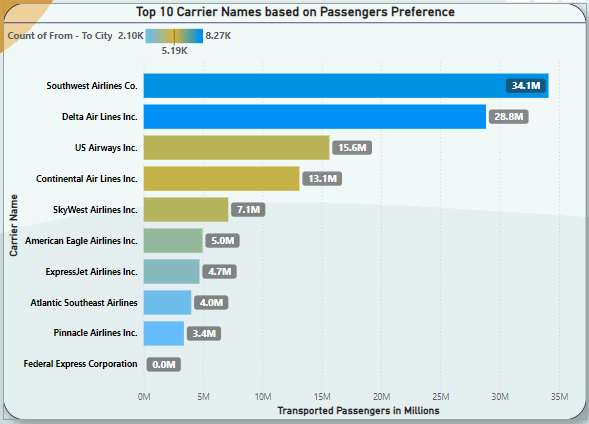 Top 10 Carrier Names based on Passengers Preference
Count of From - To City 2.10K 8.27K
5.19K
Southwest Airlines Co. 34.1M
Delta Air Lines Inc. 28.8M
US Airways Inc. 15.6M
Continental Air Lines Inc. 13.1M
SkyWest Airlines Inc. 7.1M
American Eagle Airlines Inc. 5.0M
ExpressJet Airlines Inc. 4.7M
Atlantic Southeast Airlines 4.0M
Pinnacle Airlines Inc. 3.4M
Federal Express Corporation 0.0M
Carrier Name
0M 5M 10M 15M 20M 25M 30M 35M
Transported Passengers in Millions